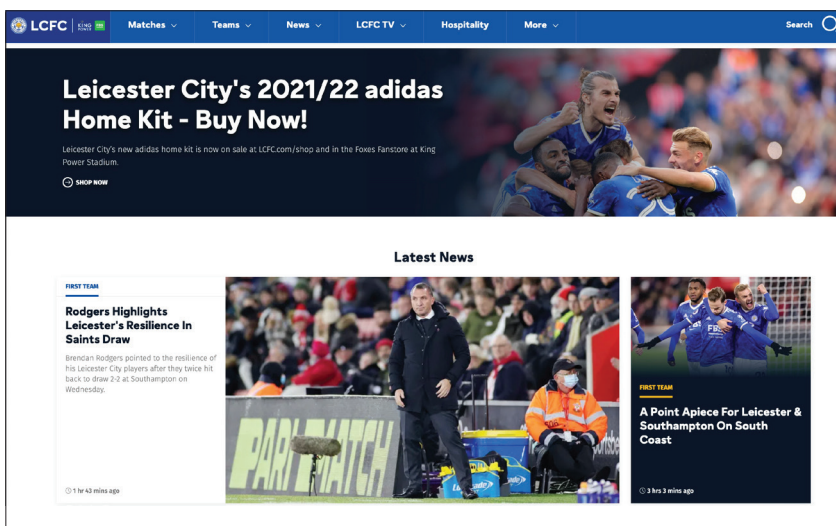 LCFC KING POWER
Matches
Teams
News
LCFC TV
Hospitality
More
Search
Leicester City's 2021/22 adidas
Home Kit - Buy Now!
Leicester City's new adidas home kit is now on sale at LCFC.com/shop and in the Foxes Fanstore at King
Power Stadium.
SHOP NOW
Latest News
FIRST TEAM
Rodgers Highlights
Leicester's Resilience In
Saints Draw
Brendan Rodgers pointed to the resilience of
his Leicester City players after they twice hit
back to draw 2-2 at Southampton on
Wednesday.
1 hr 43 mins ago
PARIMATCH
Lucozade
FBS
FIRST TEAM
A Point Apiece For Leicester &
Southampton On South
Coast
3 hrs 3 mins ago